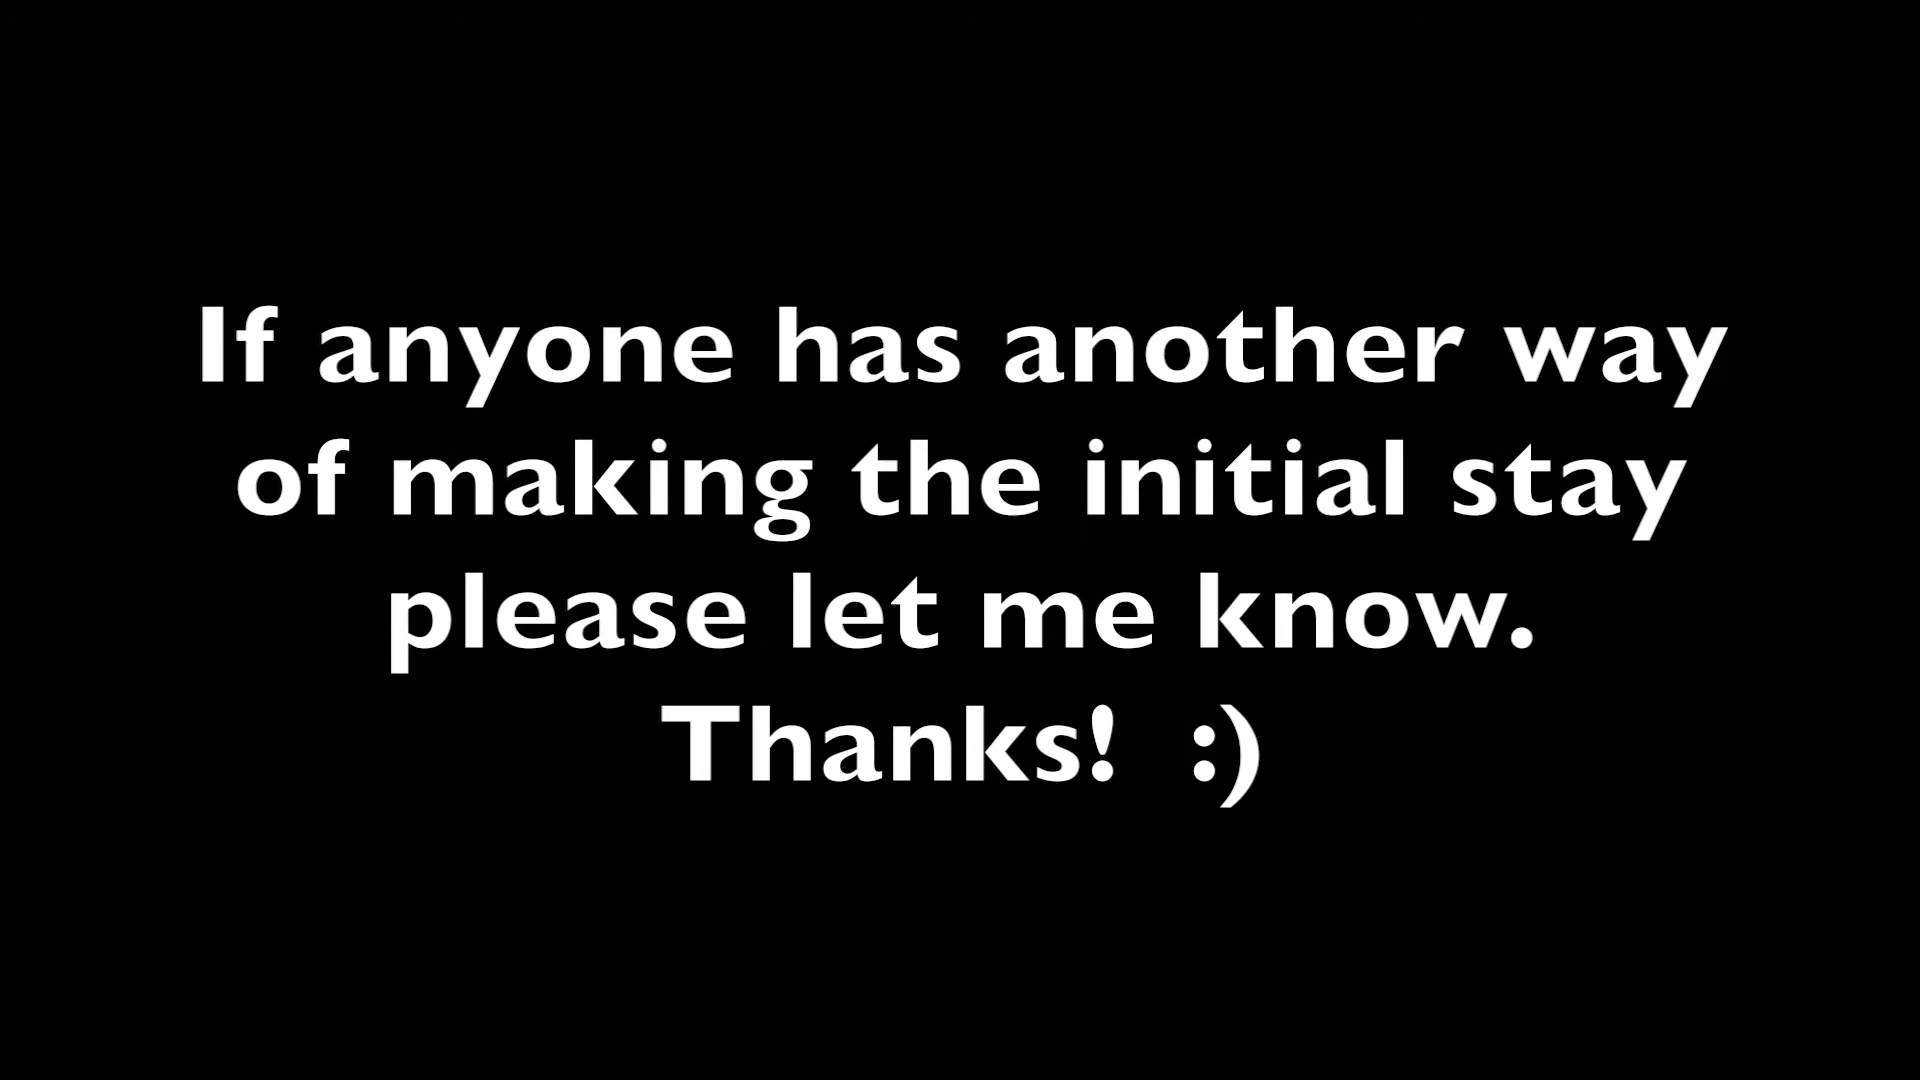 If anyone has another way
of making the initial stay
please let me know.
Thanks!  :)